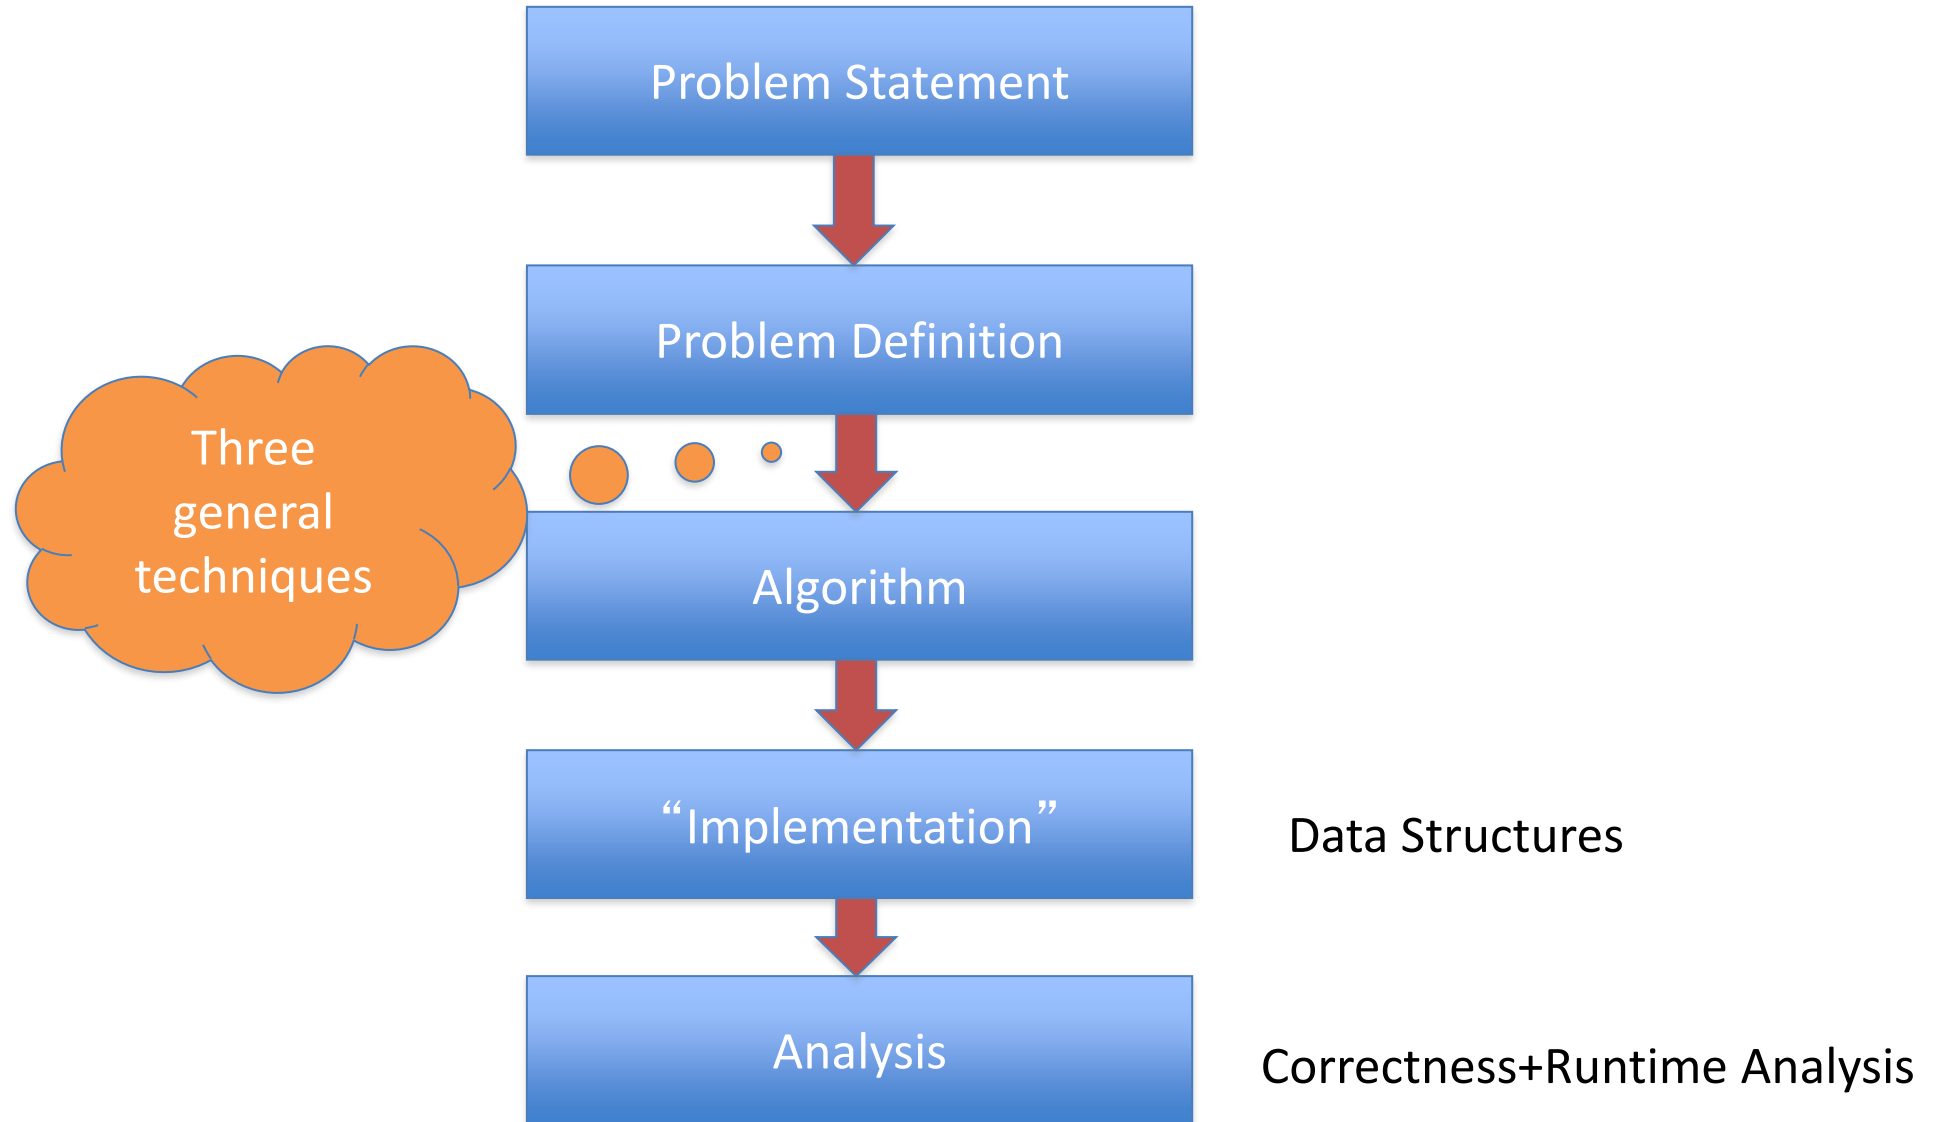 Problem Statement
Problem Definition
Three
general
techniques
Algorithm
“Implementation”
Data Structures
Analysis
Correctness+Runtime Analysis